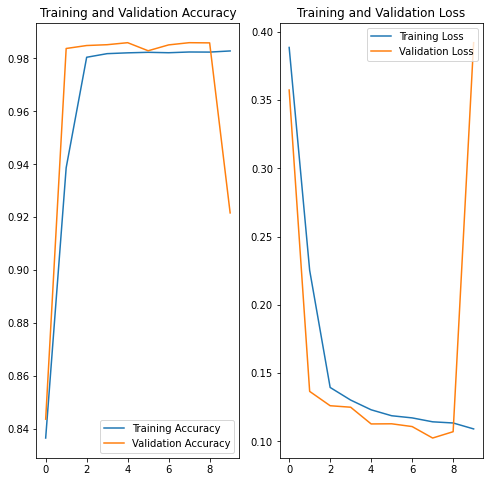 Training and Validation Accuracy
0.98
0.96
0.94
0.92
0.90
0.88
0.86
0.84
0 2 4 6 8
Training Accuracy
Validation Accuracy
Training and Validation Loss
0.40
0.35
0.30
0.25
0.20
0.15
0.10
0 2 4 6 8
Training Loss
Validation Loss